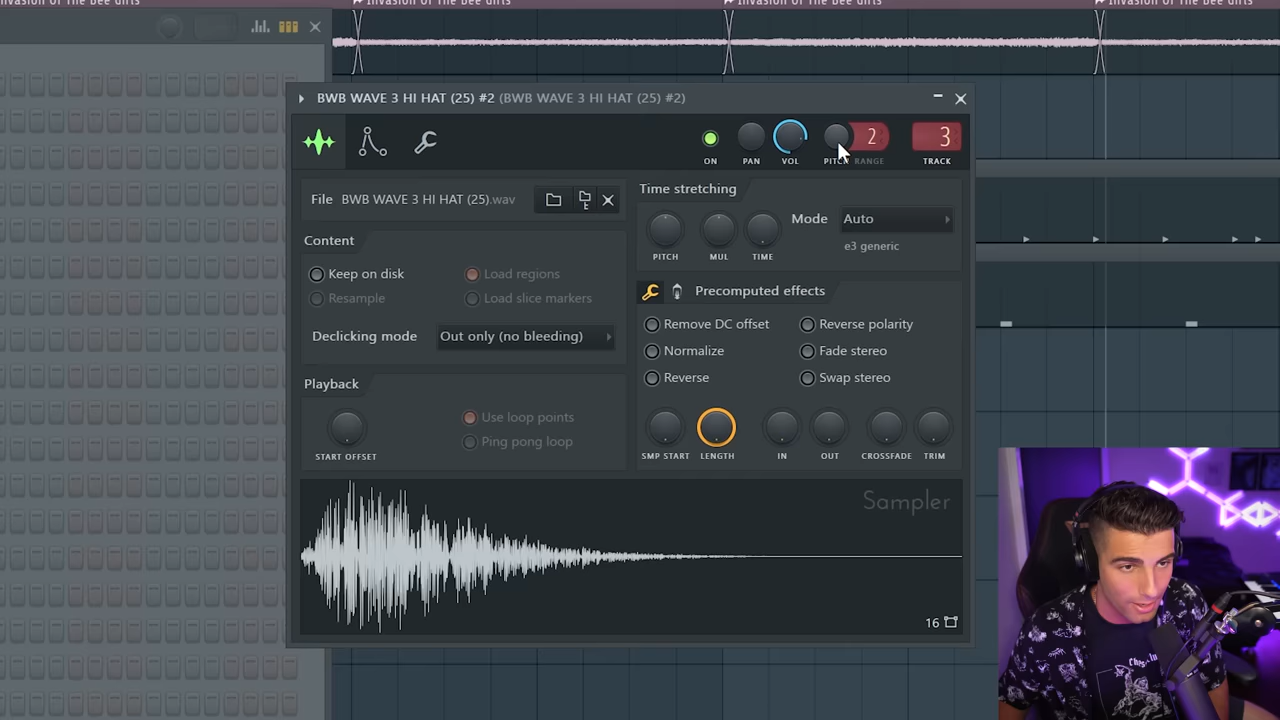 Invasion Of The Bee Girls
Invasion Of The Bee Girls
Invasion Of The Bee Girls
BWB WAVE 3 HI HAT (25) #2 (BWB WAVE 3 HI HAT (25) #2)
2
3
ON
PAN
VOL
PITCH
RANGE
TRACK
File BWB WAVE 3 HI HAT (25).wav
Content
Keep on disk
Load regions
Resample
Load slice markers
Declicking mode Out only (no bleeding)
Playback
Use loop points
Ping pong loop
START OFFSET
Time stretching
Mode Auto
e3 generic
PITCH
MUL
TIME
Precomputed effects
Remove DC offset
Reverse polarity
Normalize
Fade stereo
Reverse
Swap stereo
SMP START
LENGTH
IN
OUT
CROSSFADE
TRIM
Sampler
16